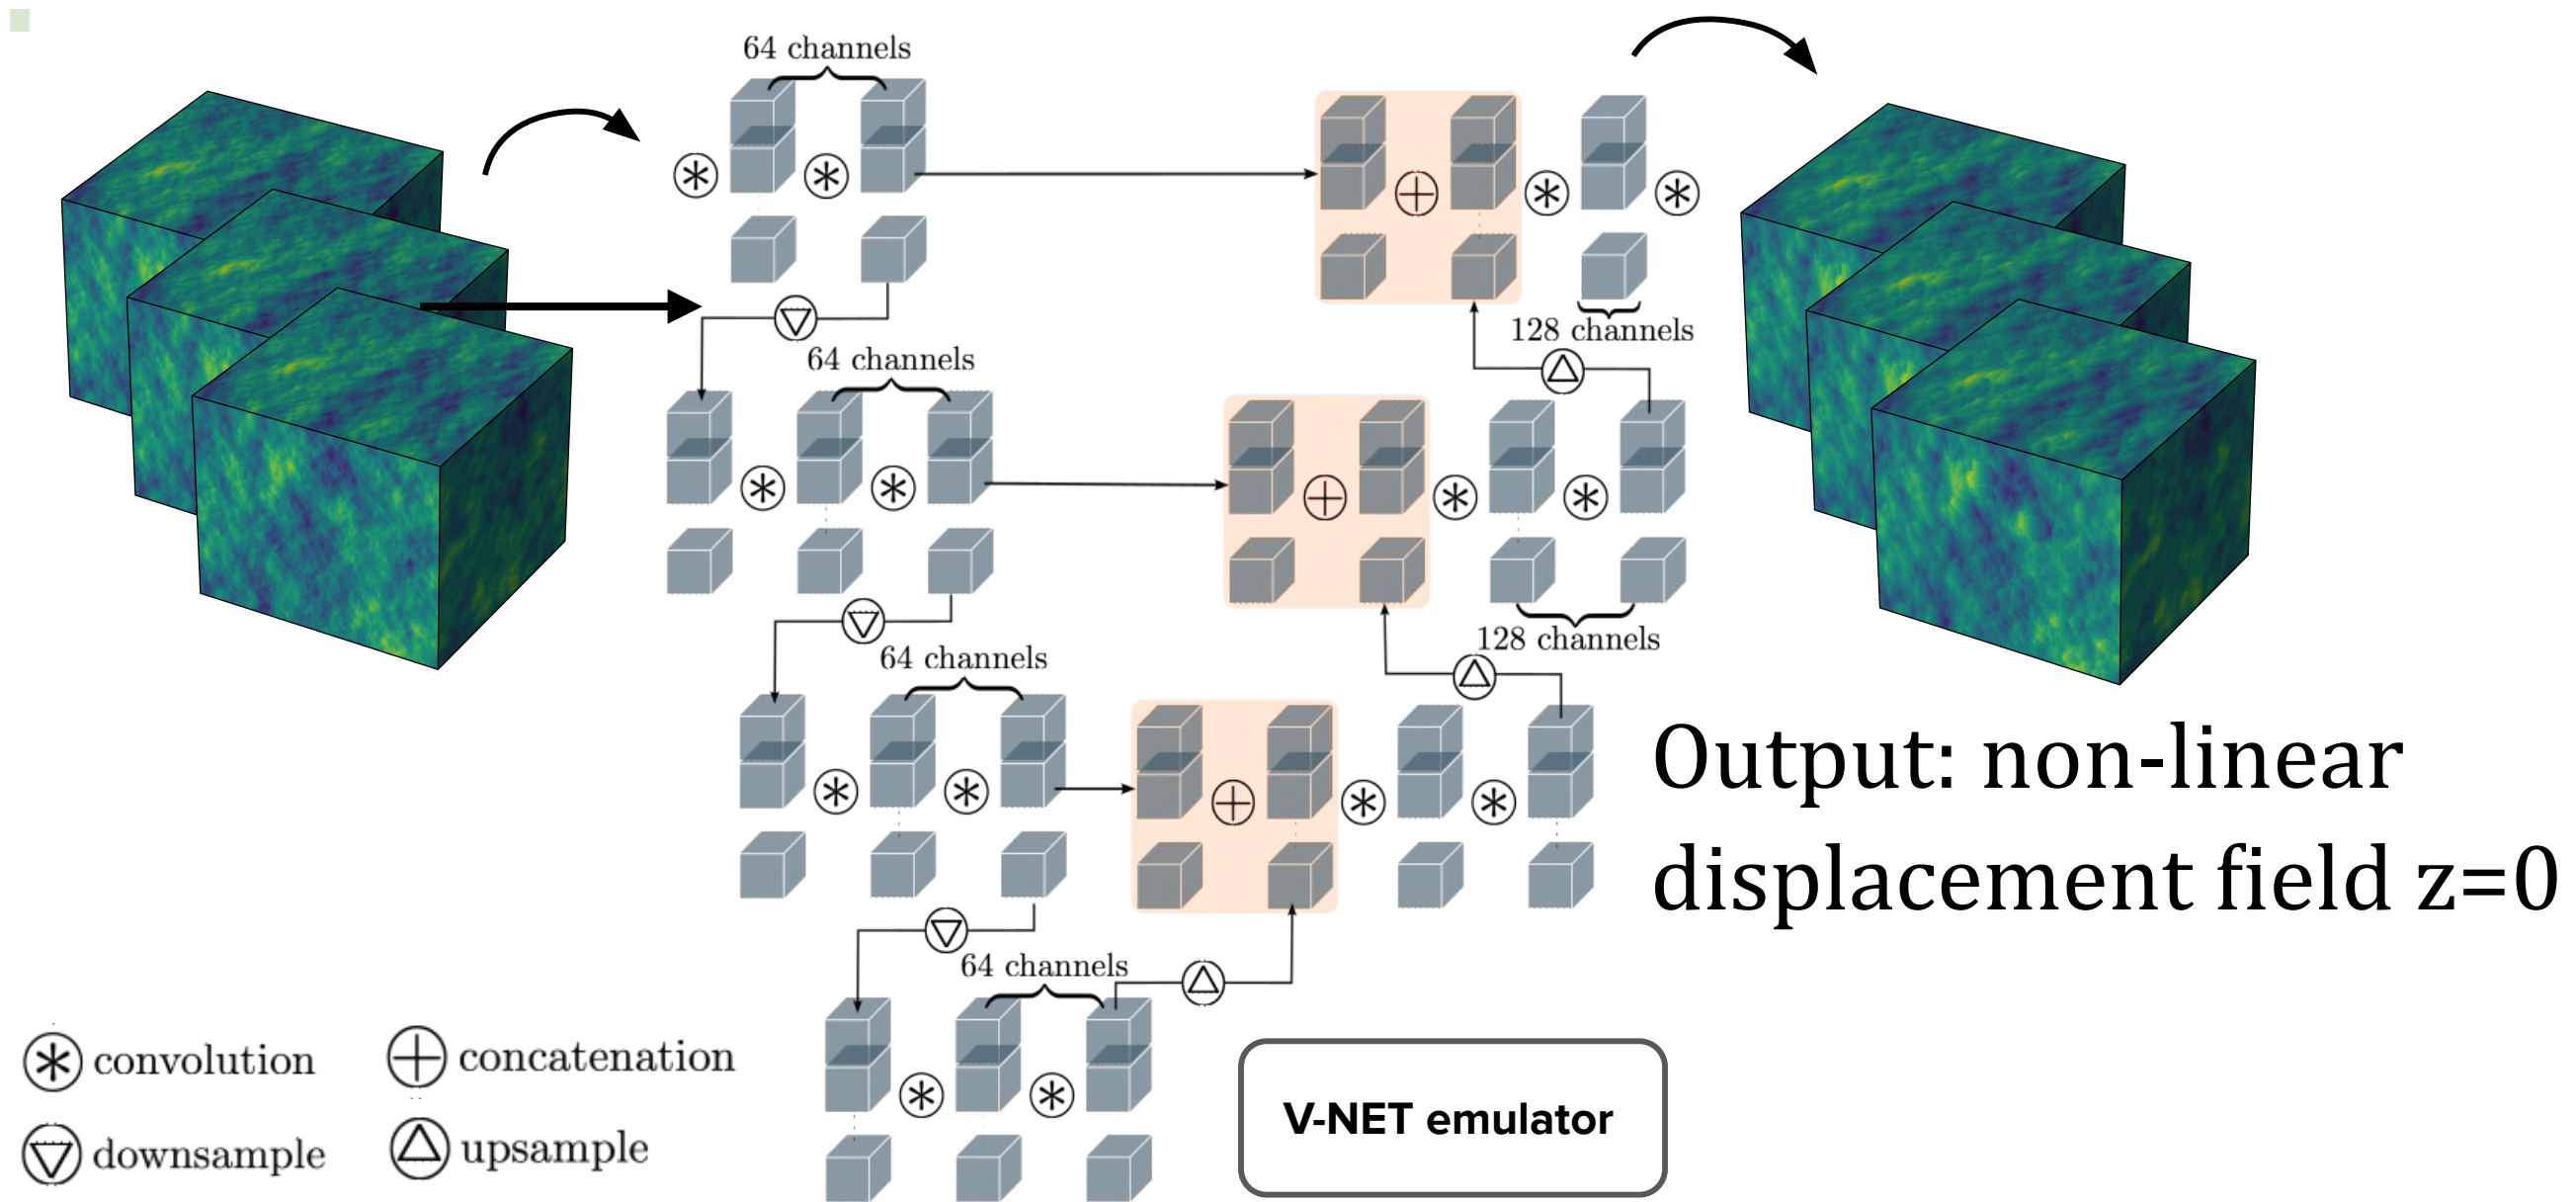 64 channels
128 channels
64 channels
128 channels
64 channels
Output: non-linear
displacement field z=0
64 channels
convolution
concatenation
downsample
upsample
V-NET emulator